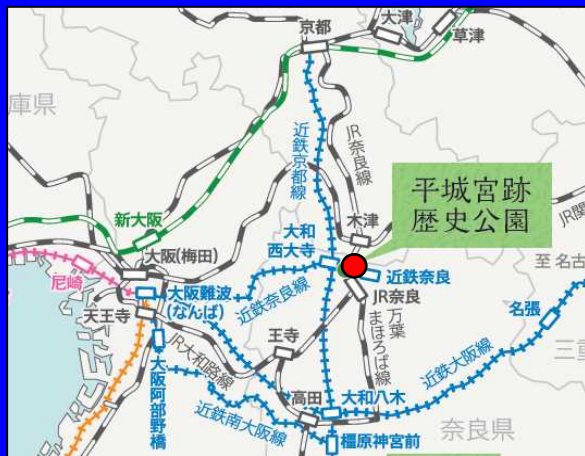 京都
大津
草津
庫県
近鉄京都線
JR奈良線
新大阪
平城宮跡
歴史公園
木津
大和
西大寺
大阪(梅田)
尼崎
大阪難波
(なんば)
近鉄奈良線
近鉄奈良
JR関
至 名古
JR奈良
万葉
まほろば線
天王寺
JR大和路線
王寺
名張
三重
近鉄大阪線
大阪阿部野橋
大和八木
高田
近鉄南大阪線
橿原神宮前
奈良県